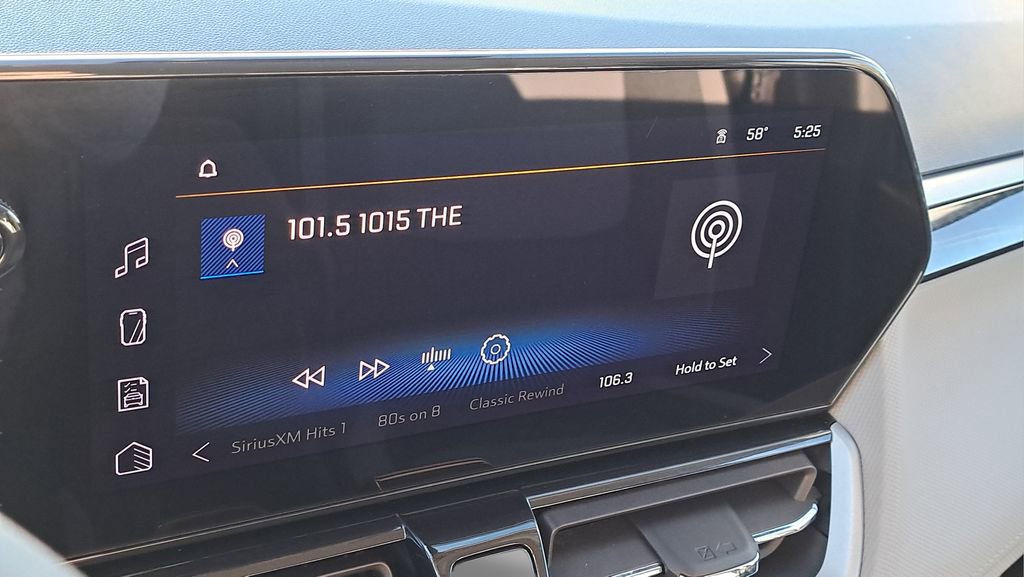 58° 5:25
101.5 1015 THE
SiriusXM Hits 1 80s on 8 Classic Rewind 106.3 Hold to Set